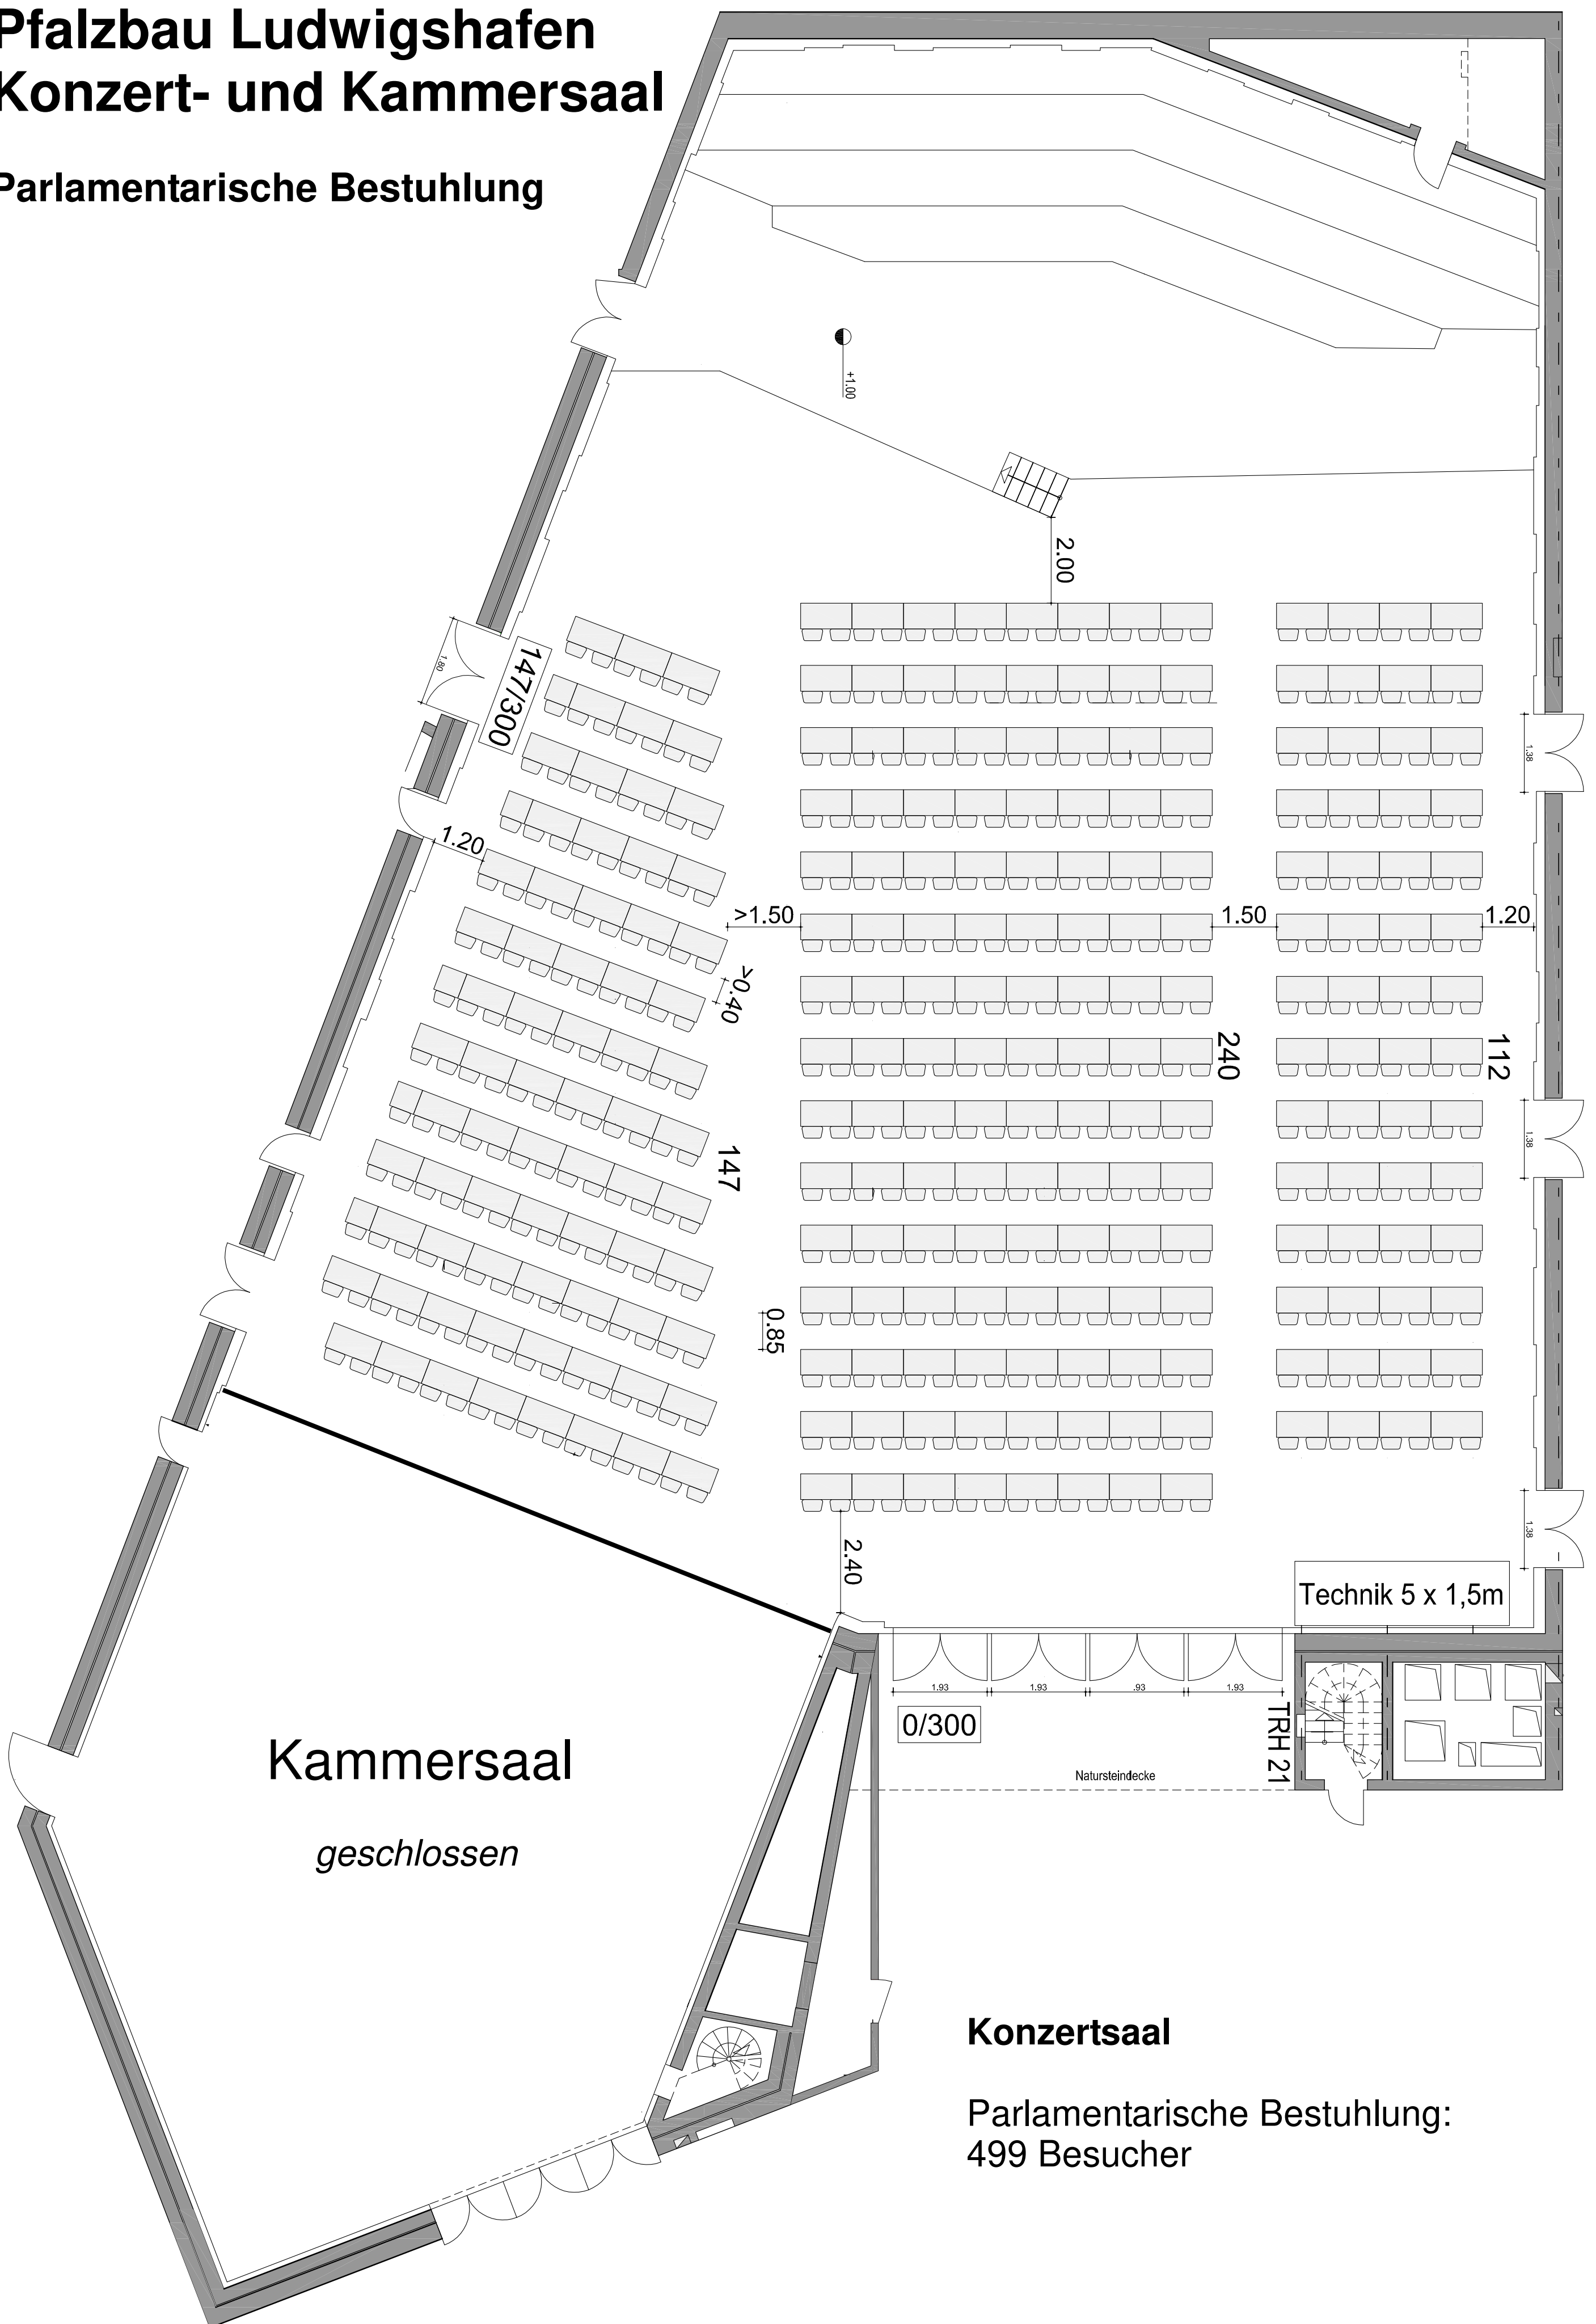 Pfalzbau Ludwigshafen
Konzert- und Kammersaal
Parlamentarische Bestuhlung
+1.00
2.00
1.80
147/300
1.38
1.20
>1.50
1.50
1.20
>0.40
240
112
1.38
147
0.85
2.40
1.38
Technik 5 x 1,5m
1.93
1.93
.93
1.93
0/300
TRH 21
Natursteindecke
Kammersaal
geschlossen
Konzertsaal
Parlamentarische Bestuhlung:
499 Besucher